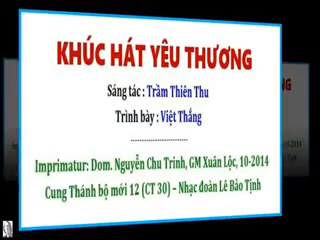 KHÚC HÁT YÊU THƯƠNG
Sáng tác : Trầm Thiên Thu
Trình bày : Việt Thắng
--------------------
Imprimatur: Dom. Nguyễn Chu Trinh, GM Xuân Lộc, 10-2014
Cung Thánh bộ mới 12 (CT 30) – Nhạc đoàn Lê Bảo Tịnh